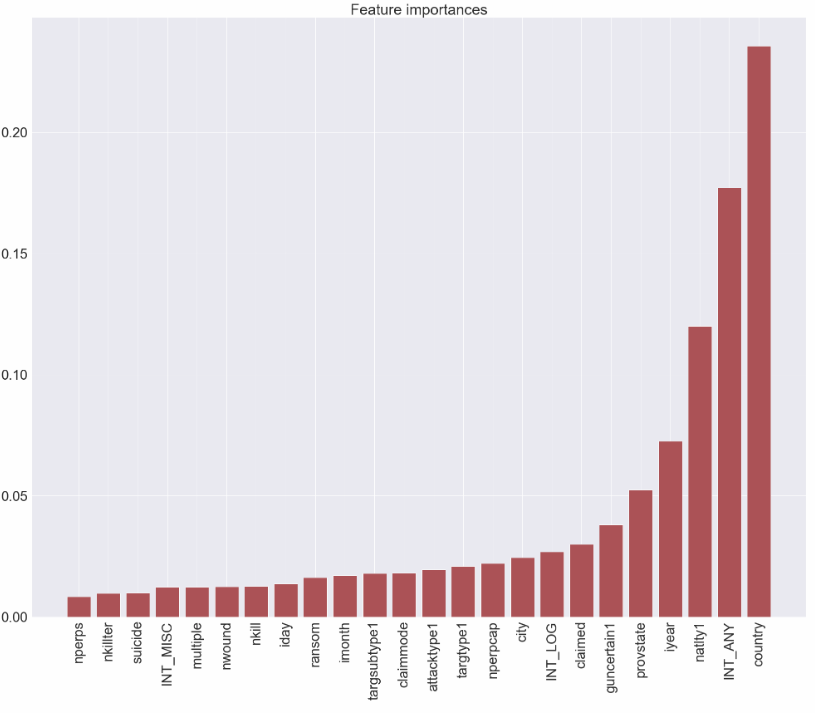 Feature importances
0.20
0.15
0.10
0.05
0.00
nperps
nkillter
suicide
INT_MISC
multiple
nwound
nkill
iday
ransom
imonth
targsubtype1
claimmode
attacktype1
targtype1
nperpcap
city
INT_LOG
claimed
guncertain1
provstate
iyear
natlty1
INT_ANY
country